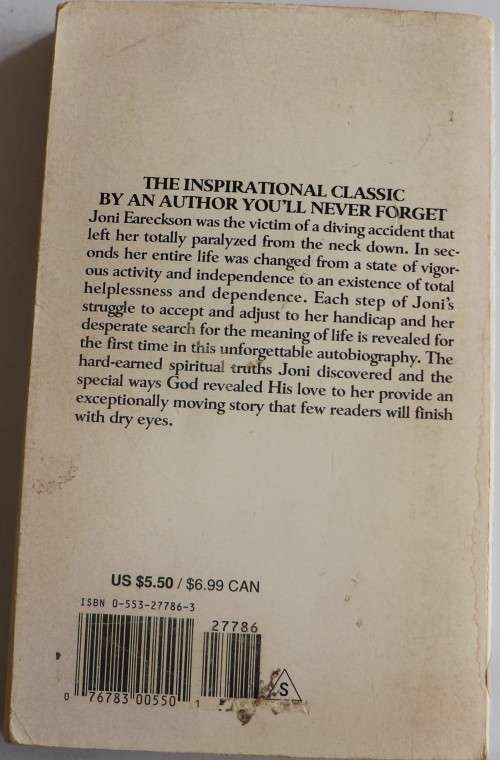 THE INSPIRATIONAL CLASSIC
BY AN AUTHOR YOU'LL NEVER FORGET
Joni Eareckson was the victim of a diving accident that
left her totally paralyzed from the neck down. In sec-
onds her entire life was changed from a state of vigor-
ous activity and independence to an existence of total
helplessness and dependence. Each step of Joni's
struggle to accept and adjust to her handicap and her
desperate search for the meaning of life is revealed for
the first time in this unforgettable autobiography. The
hard-earned spiritual truths Joni discovered and the
special ways God revealed His love to her provide an
exceptionally moving story that few readers will finish
with dry eyes.
US $5.50 / $6.99 CAN
ISBN 0-553-27786-3
27786
0 76783 00550 1
S